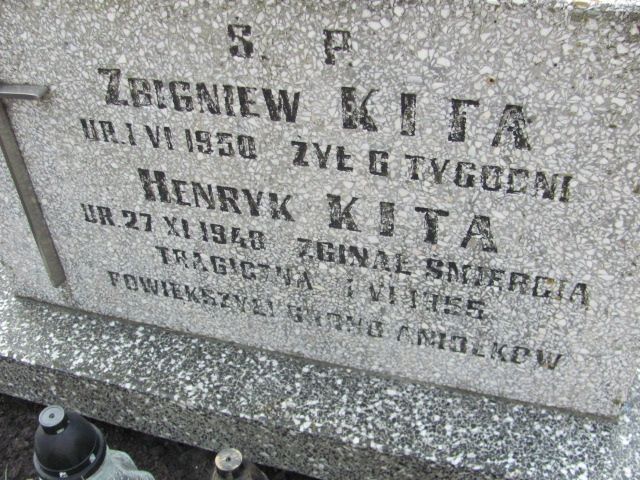 S. P.
ZBIGNIEW KITA
UR. 1 VI 1950 ŻYŁ 6 TYGODNI
HENRYK KITA
UR. 27 XI 1948 ZGINĄŁ ŚMIERCIĄ
TRAGICZNĄ 1 VI 1955
POWIĘKSZYLI GRONO ANIOŁKÓW